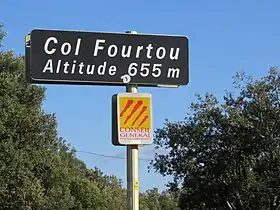 Col Fourtou
Altitude 655 m
CONSEIL
GENERAL